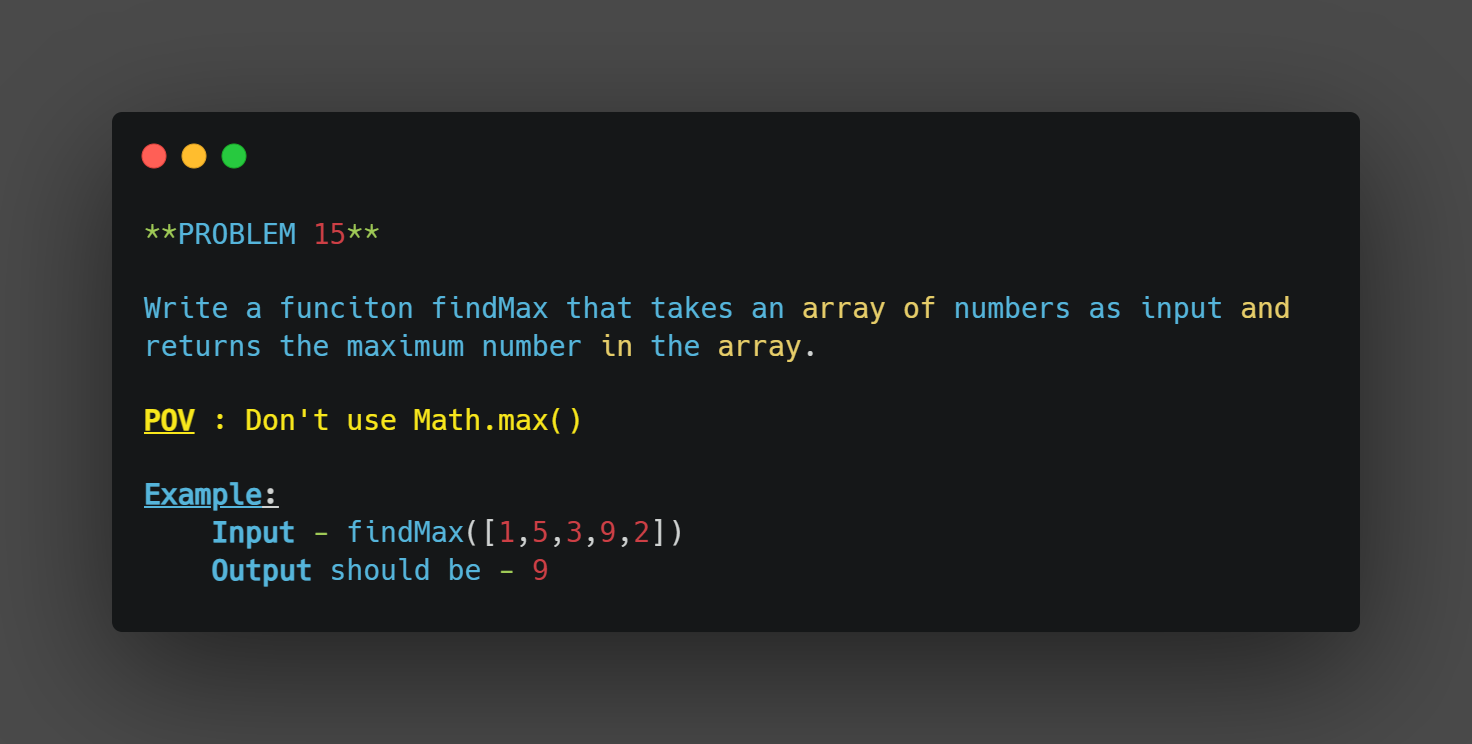 **PROBLEM 15**
Write a funciton findMax that takes an array of numbers as input and
returns the maximum number in the array.
POV : Don't use Math.max()
Example:
Input - findMax([1,5,3,9,2])
Output should be - 9